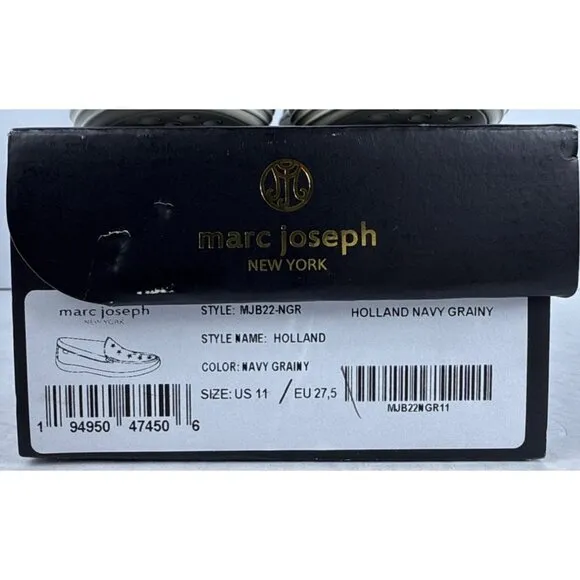 marc joseph
NEW YORK
marc joseph
NEW YORK
STYLE: MJB22-NGR
HOLLAND NAVY GRAINY
STYLE NAME: HOLLAND
COLOR: NAVY GRAINY
SIZE: US 11 / EU 27,5
1 94950 47450 6
MJB22NGR11